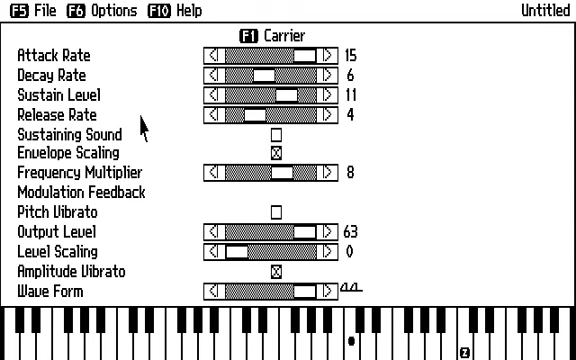 F5 File F6 Options F10 Help Untitled
F1 Carrier
Attack Rate 15
Decay Rate 6
Sustain Level 11
Release Rate 4
Sustaining Sound
Envelope Scaling
Frequency Multiplier 8
Modulation Feedback
Pitch Vibrato
Output Level 63
Level Scaling 0
Amplitude Vibrato
Wave Form
Z